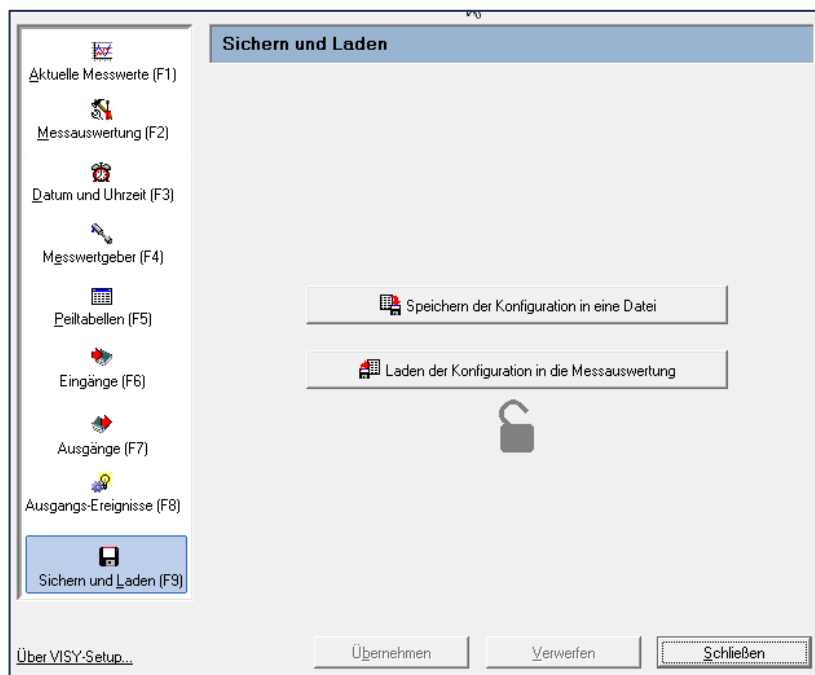 Sichern und Laden
Aktuelle Messwerte (F1)
Messauswertung (F2)
Datum und Uhrzeit (F3)
Messwertgeber (F4)
Peiltabellen (F5)
Eingänge (F6)
Ausgänge (F7)
Ausgangs-Ereignisse (F8)
Sichern und Laden (F9)
Speichern der Konfiguration in eine Datei
Laden der Konfiguration in die Messauswertung
Über VISY-Setup...
Übernehmen
Verwerfen
Schließen